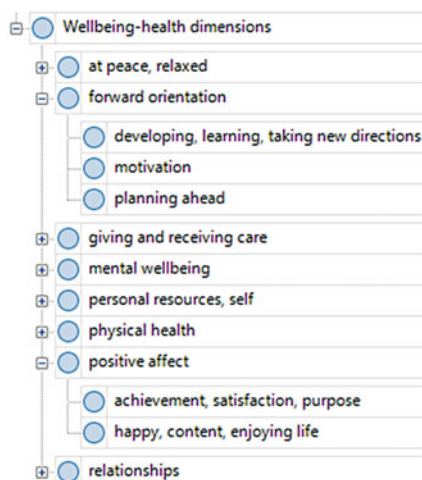 Wellbeing-health dimensions
at peace, relaxed
forward orientation
developing, learning, taking new directions
motivation
planning ahead
giving and receiving care
mental wellbeing
personal resources, self
physical health
positive affect
achievement, satisfaction, purpose
happy, content, enjoying life
relationships